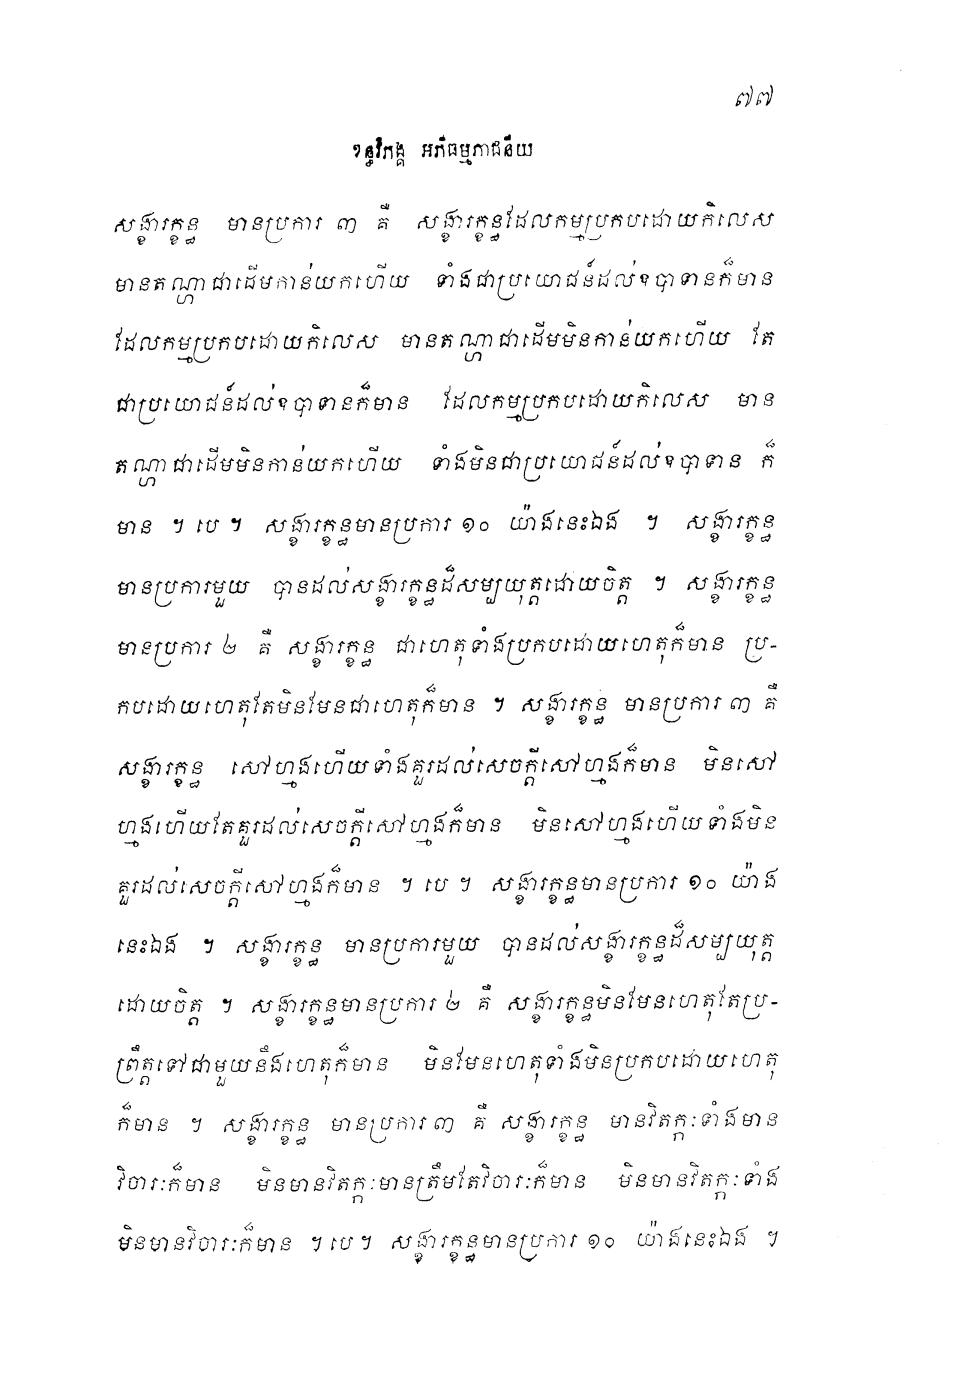 ៧៧
ខន្ធវិភង្គ អភិធម្មភាជនីយ
សង្ខារក្ខន្ធ មានប្រការ ៣ គឺ សង្ខារក្ខន្ធដែលកម្មប្រកបដោយកិលេស
មានតណ្ហាជាដើមកាន់យកហើយ ទាំងជាប្រយោជន៍ដល់ឧបាទានក៏មាន
ដែលកម្មប្រកបដោយកិលេស មានតណ្ហាជាដើមមិនកាន់យកហើយ តែ
ជាប្រយោជន៍ដល់ឧបាទានក៏មាន ដែលកម្មប្រកបដោយកិលេស មាន
តណ្ហាជាដើមមិនកាន់យកហើយ ទាំងមិនជាប្រយោជន៍ដល់ឧបាទាន ក៏
មាន ។ បេ ។ សង្ខារក្ខន្ធមានប្រការ ១០ យ៉ាងនេះឯង ។ សង្ខារក្ខន្ធ
មានប្រការមួយ បានដល់សង្ខារក្ខន្ធដ៏សម្បយុត្តដោយចិត្ត ។ សង្ខារក្ខន្ធ
មានប្រការ ២ គឺ សង្ខារក្ខន្ធ ជាហេតុទាំងប្រកបដោយហេតុក៏មាន ប្រ-
កបដោយហេតុតែមិនមែនជាហេតុក៏មាន ។ សង្ខារក្ខន្ធ មានប្រការ ៣ គឺ
សង្ខារក្ខន្ធ សៅហ្មងហើយទាំងគួរដល់សេចក្តីសៅហ្មងក៏មាន មិនសៅ
ហ្មងហើយតែគួរដល់សេចក្តីសៅហ្មងក៏មាន មិនសៅហ្មងហើយទាំងមិន
គួរដល់សេចក្តីសៅហ្មងក៏មាន ។ បេ ។ សង្ខារក្ខន្ធមានប្រការ ១០ យ៉ាង
នេះឯង ។ សង្ខារក្ខន្ធ មានប្រការមួយ បានដល់សង្ខារក្ខន្ធដ៏សម្បយុត្ត
ដោយចិត្ត ។ សង្ខារក្ខន្ធមានប្រការ ២ គឺ សង្ខារក្ខន្ធមិនមែនហេតុតែប្រ-
ព្រឹត្តទៅជាមួយនឹងហេតុក៏មាន មិនមែនហេតុទាំងមិនប្រកបដោយហេតុ
ក៏មាន ។ សង្ខារក្ខន្ធ មានប្រការ ៣ គឺ សង្ខារក្ខន្ធ មានវិតក្កៈទាំងមាន
វិចារៈក៏មាន មិនមានវិតក្កៈមានត្រឹមតែវិចារៈក៏មាន មិនមានវិតក្កៈទាំង
មិនមានវិចារៈក៏មាន ។ បេ ។ សង្ខារក្ខន្ធមានប្រការ ១០ យ៉ាងនេះឯង ។